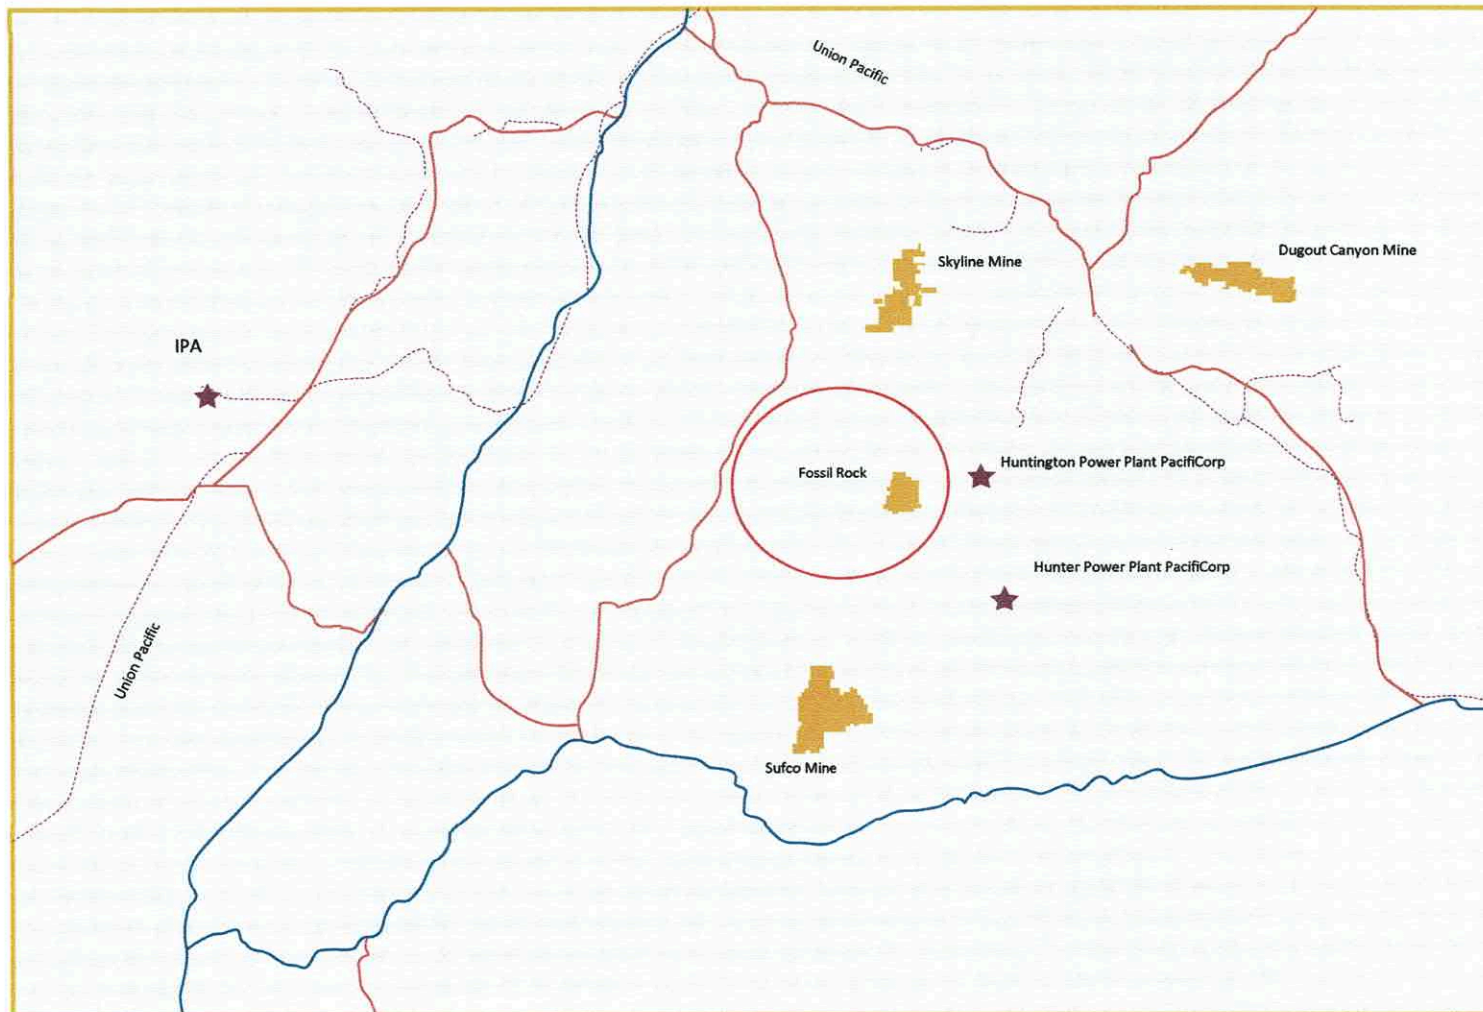 Union Pacific
Skyline Mine
Dugout Canyon Mine
IPA
Fossil Rock
Huntington Power Plant PacifiCorp
Hunter Power Plant PacifiCorp
Union Pacific
Sufco Mine